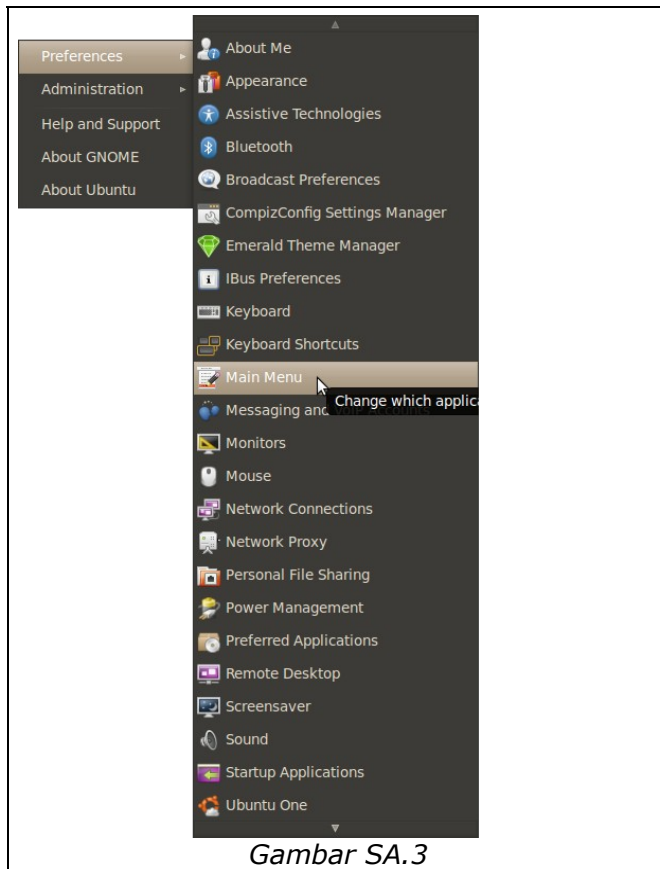 Preferences
Administration
Help and Support
About GNOME
About Ubuntu
About Me
Appearance
Assistive Technologies
Bluetooth
Broadcast Preferences
CompizConfig Settings Manager
Emerald Theme Manager
IBus Preferences
Keyboard
Keyboard Shortcuts
Main Menu
Change which applica
Messaging and VoIP Accounts
Monitors
Mouse
Network Connections
Network Proxy
Personal File Sharing
Power Management
Preferred Applications
Remote Desktop
Screensaver
Sound
Startup Applications
Ubuntu One
Gambar SA.3